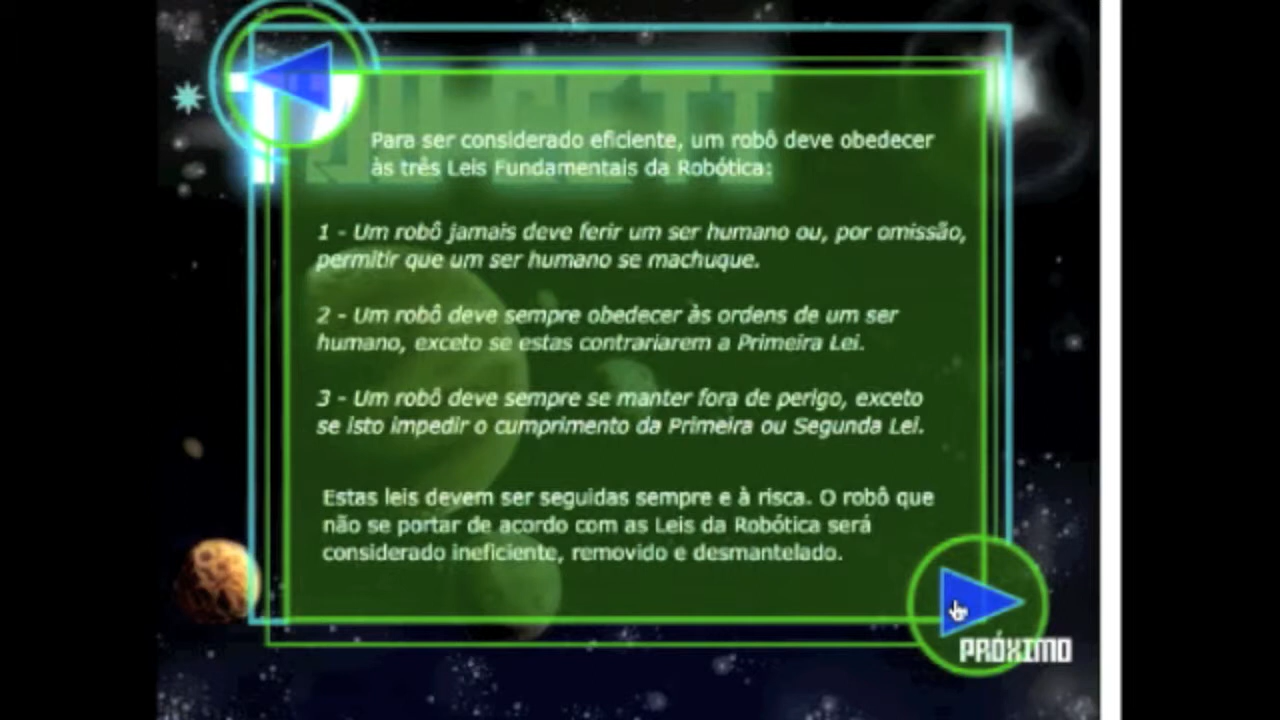 Para ser considerado eficiente, um robô deve obedecer
às três Leis Fundamentais da Robótica:
1 - Um robô jamais deve ferir um ser humano ou, por omissão,
permitir que um ser humano se machuque.
2 - Um robô deve sempre obedecer às ordens de um ser
humano, exceto se estas contrariarem a Primeira Lei.
3 - Um robô deve sempre se manter fora de perigo, exceto
se isto impedir o cumprimento da Primeira ou Segunda Lei.
Estas leis devem ser seguidas sempre e à risca. O robô que
não se portar de acordo com as Leis da Robótica será
considerado ineficiente, removido e desmantelado.
PRÓXIMO